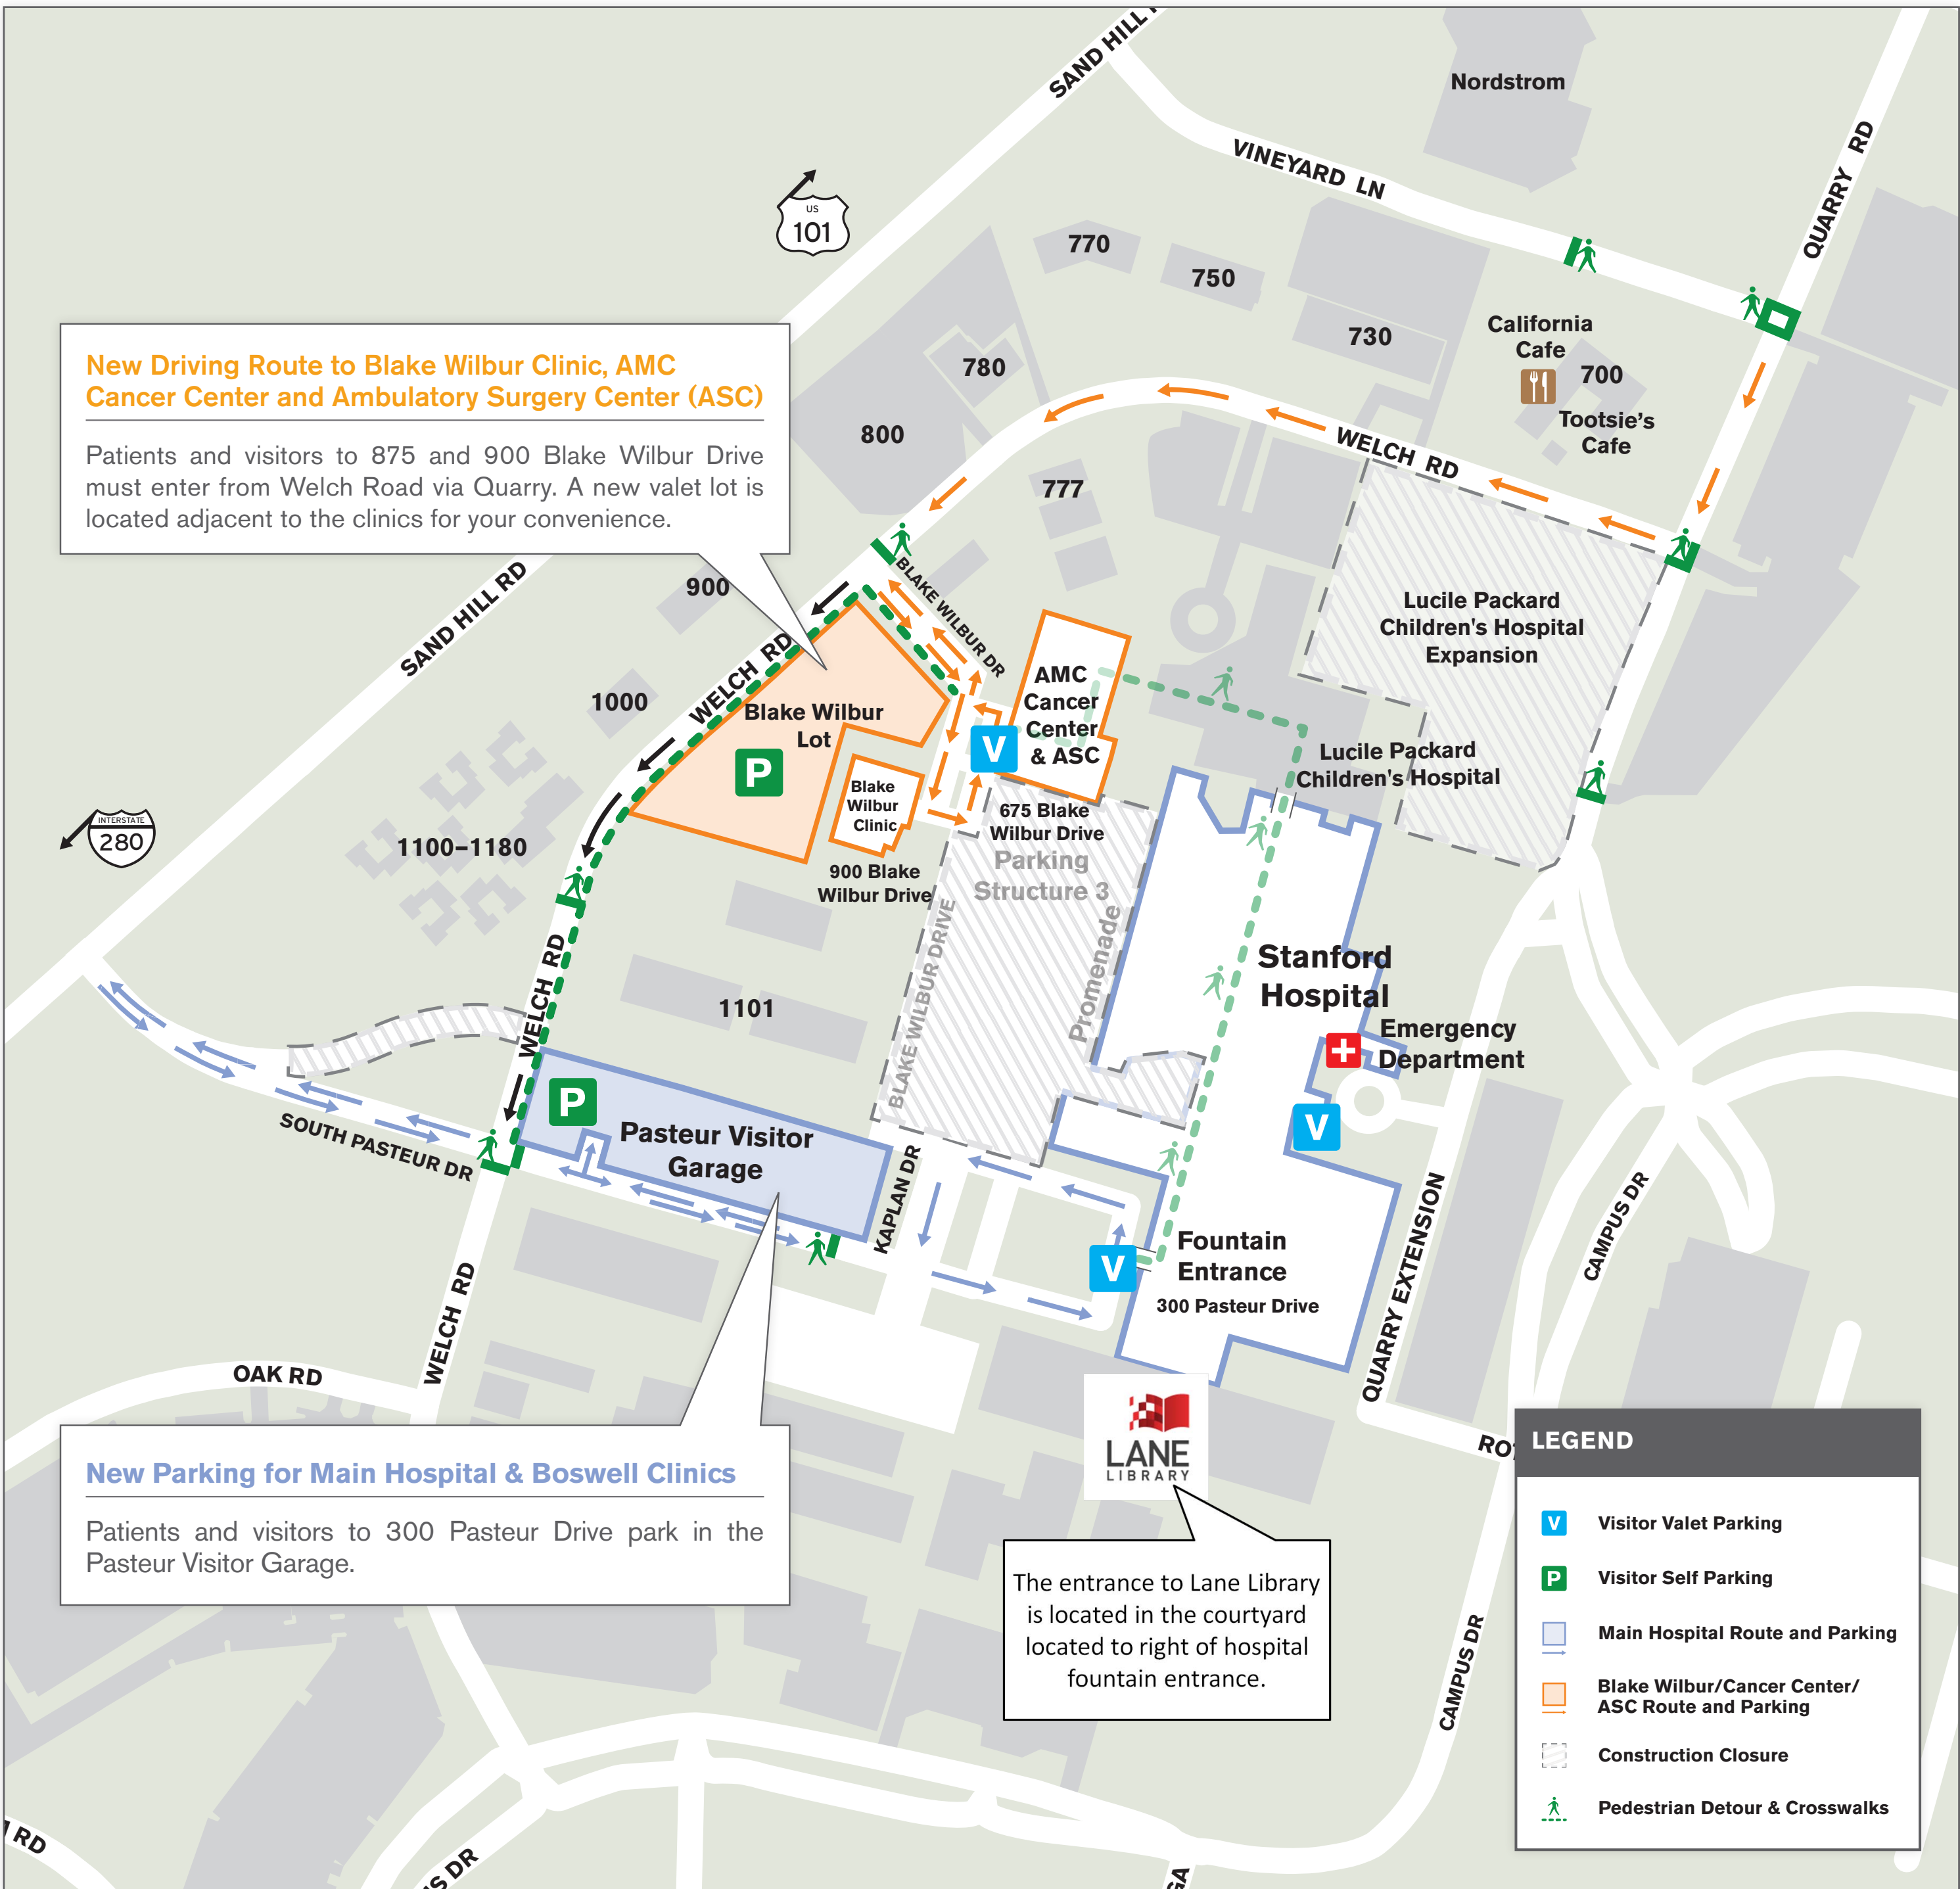 SAND HILL
Nordstrom
QUARRY RD
VINEYARD LN
US
101
770
750
730
California
Cafe
700
Tootsie's
Cafe
780
800
777
WELCH RD
New Driving Route to Blake Wilbur Clinic, AMC
Cancer Center and Ambulatory Surgery Center (ASC)
Patients and visitors to 875 and 900 Blake Wilbur Drive
must enter from Welch Road via Quarry. A new valet lot is
located adjacent to the clinics for your convenience.
SAND HILL RD
900
BLAKE WILBUR DR
Lucile Packard
Children's Hospital
Expansion
1000
WELCH RD
Blake Wilbur
Lot
P
AMC
Cancer
Center
& ASC
V
Lucile Packard
Children's Hospital
Blake
Wilbur
Clinic
675 Blake
Wilbur Drive
Parking
Structure 3
INTERSTATE
280
1100–1180
900 Blake
Wilbur Drive
BLAKE WILBUR DRIVE
Promenade
Stanford
Hospital
WELCH RD
1101
Emergency
Department
V
P
Pasteur Visitor
Garage
SOUTH PASTEUR DR
KAPLAN DR
V
Fountain
Entrance
300 Pasteur Drive
QUARRY EXTENSION
CAMPUS DR
WELCH RD
OAK RD
LANE
LIBRARY
New Parking for Main Hospital & Boswell Clinics
Patients and visitors to 300 Pasteur Drive park in the
Pasteur Visitor Garage.
The entrance to Lane Library
is located in the courtyard
located to right of hospital
fountain entrance.
CAMPUS DR
LEGEND
V Visitor Valet Parking
P Visitor Self Parking
Main Hospital Route and Parking
Blake Wilbur/Cancer Center/
ASC Route and Parking
Construction Closure
Pedestrian Detour & Crosswalks
RD
DR